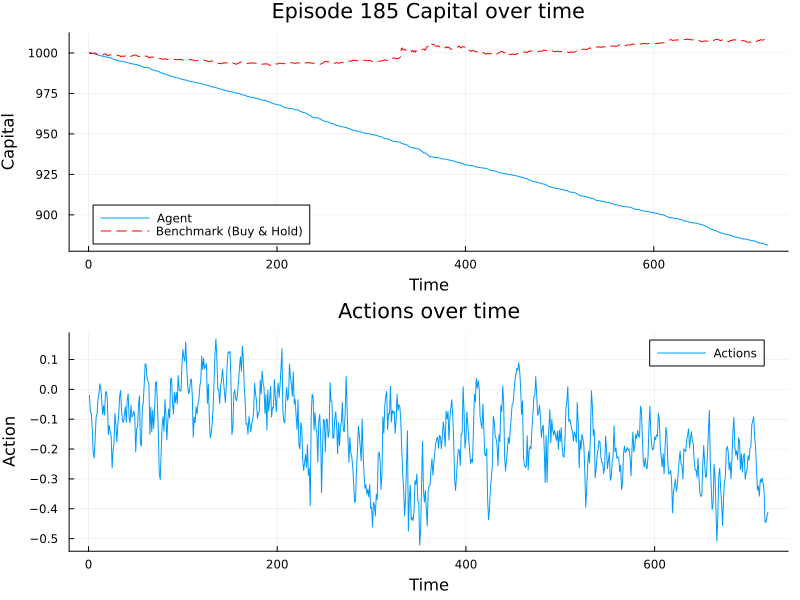 Episode 185 Capital over time
1000
975
950
925
900
Capital
Agent
Benchmark (Buy & Hold)
0
200
400
600
Time
Actions over time
0.1
0.0
−0.1
−0.2
−0.3
−0.4
−0.5
Action
Actions
0
200
400
600
Time